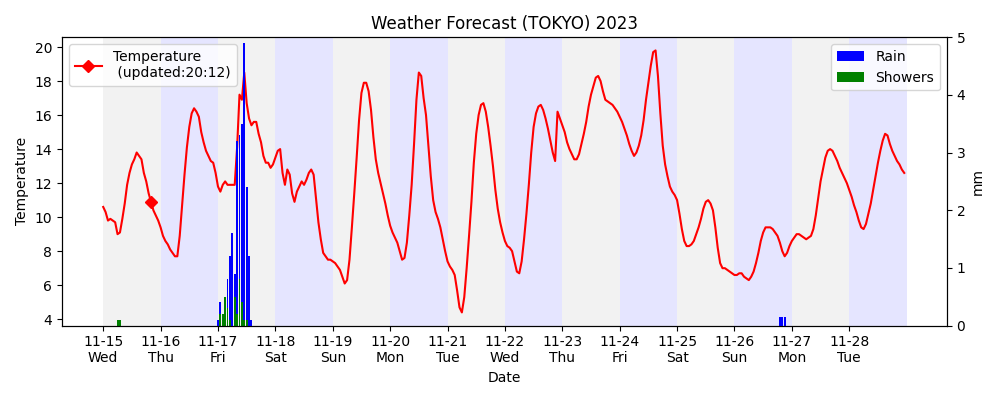 Weather Forecast (TOKYO) 2023
Temperature
(updated:20:12)
Rain
Showers
20
18
16
14
12
10
8
6
4
Temperature
5
4
3
2
1
0
mm
11-15 11-16 11-17 11-18 11-19 11-20 11-21 11-22 11-23 11-24 11-25 11-26 11-27 11-28
Wed Thu Fri Sat Sun Mon Tue Wed Thu Fri Sat Sun Mon Tue
Date